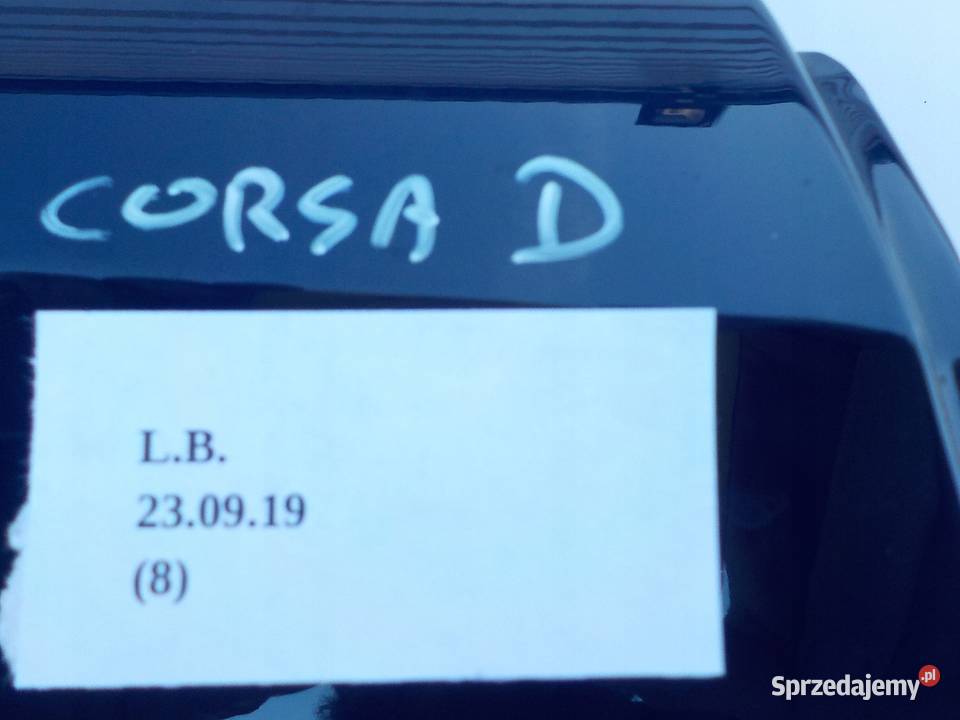 CORSA D
L.B.
23.09.19
(8)
Sprzedajemy.pl